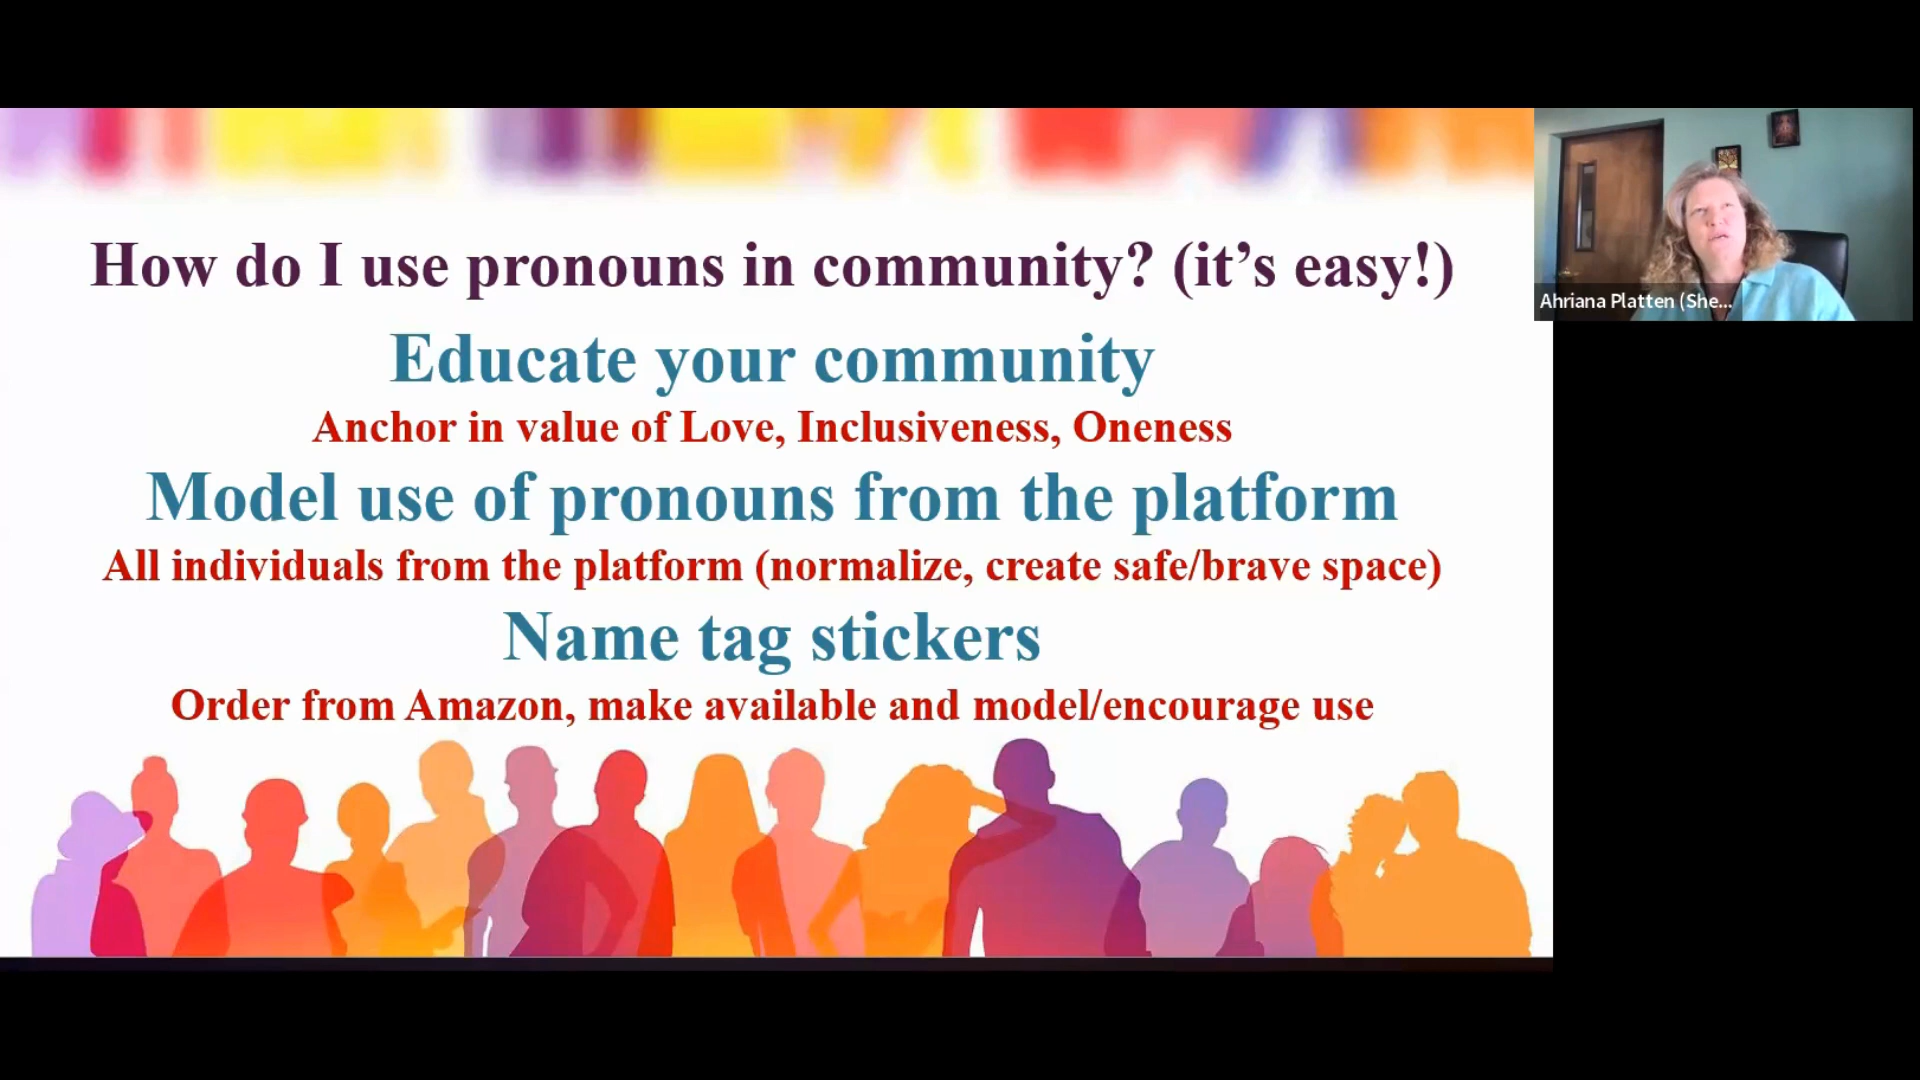 How do I use pronouns in community? (it’s easy!)
Educate your community
Anchor in value of Love, Inclusiveness, Oneness
Model use of pronouns from the platform
All individuals from the platform (normalize, create safe/brave space)
Name tag stickers
Order from Amazon, make available and model/encourage use
Ahriana Platten (She...